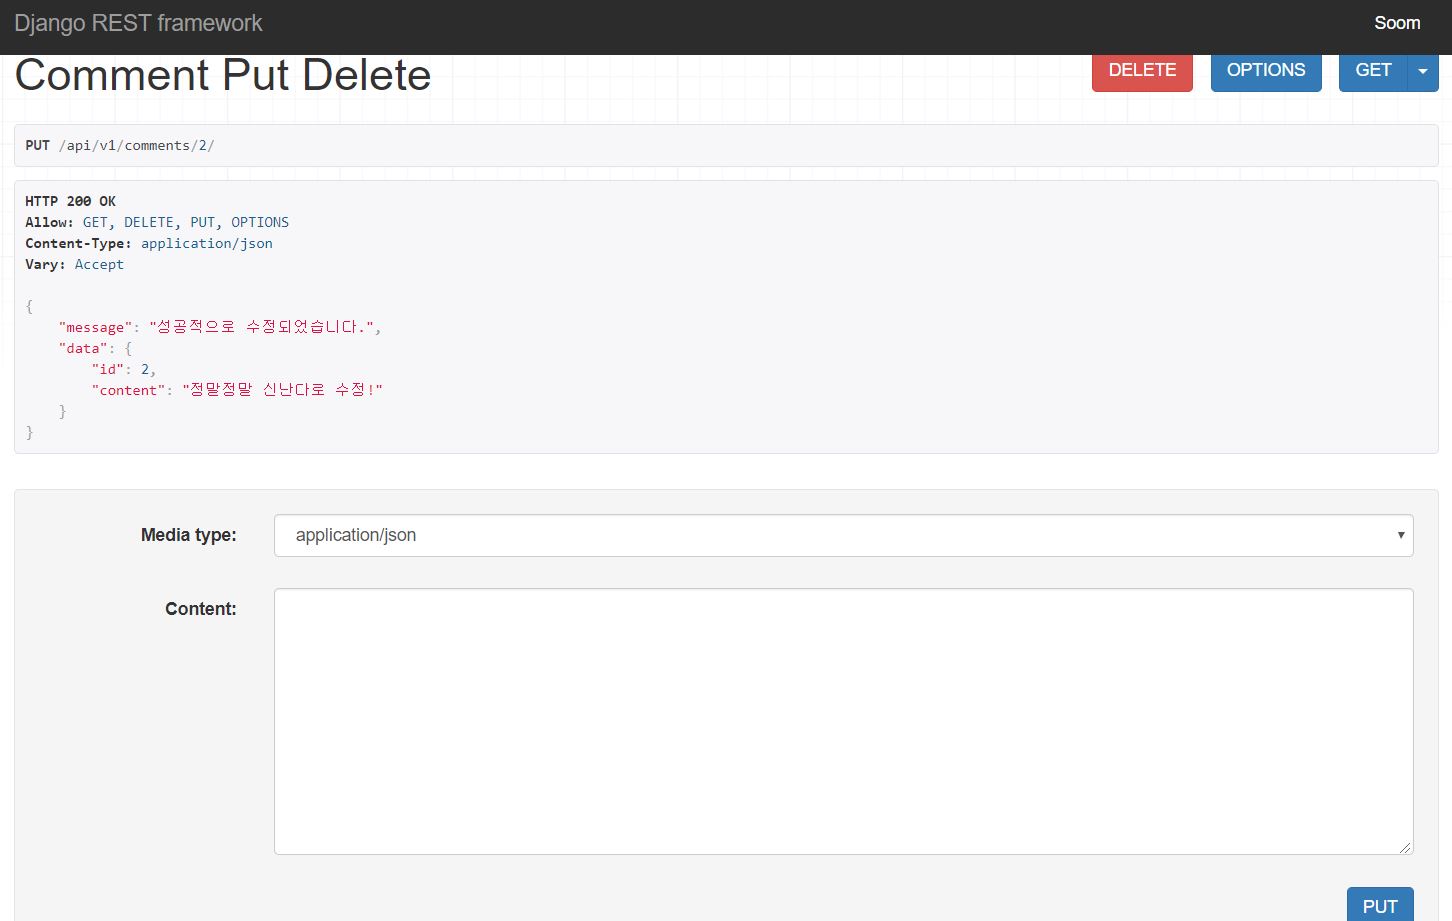 Django REST framework
Soom
Comment Put Delete
DELETE
OPTIONS
GET
PUT /api/v1/comments/2/
HTTP 200 OK
Allow: GET, DELETE, PUT, OPTIONS
Content-Type: application/json
Vary: Accept
{
    "message": "성공적으로 수정되었습니다.",
    "data": {
        "id": 2,
        "content": "정말정말 신난다로 수정!"
    }
}
Media type:
application/json
Content:
PUT